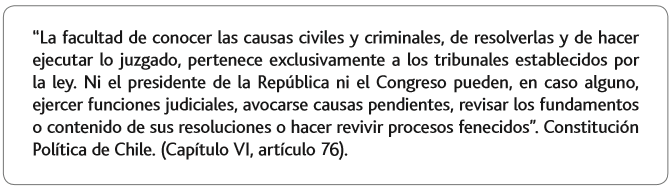 “La facultad de conocer las causas civiles y criminales, de resolverlas y de hacer
ejecutar lo juzgado, pertenece exclusivamente a los tribunales establecidos por
la ley. Ni el presidente de la República ni el Congreso pueden, en caso alguno,
ejercer funciones judiciales, avocarse causas pendientes, revisar los fundamentos
o contenido de sus resoluciones o hacer revivir procesos fenecidos”. Constitución
Política de Chile. (Capítulo VI, artículo 76).